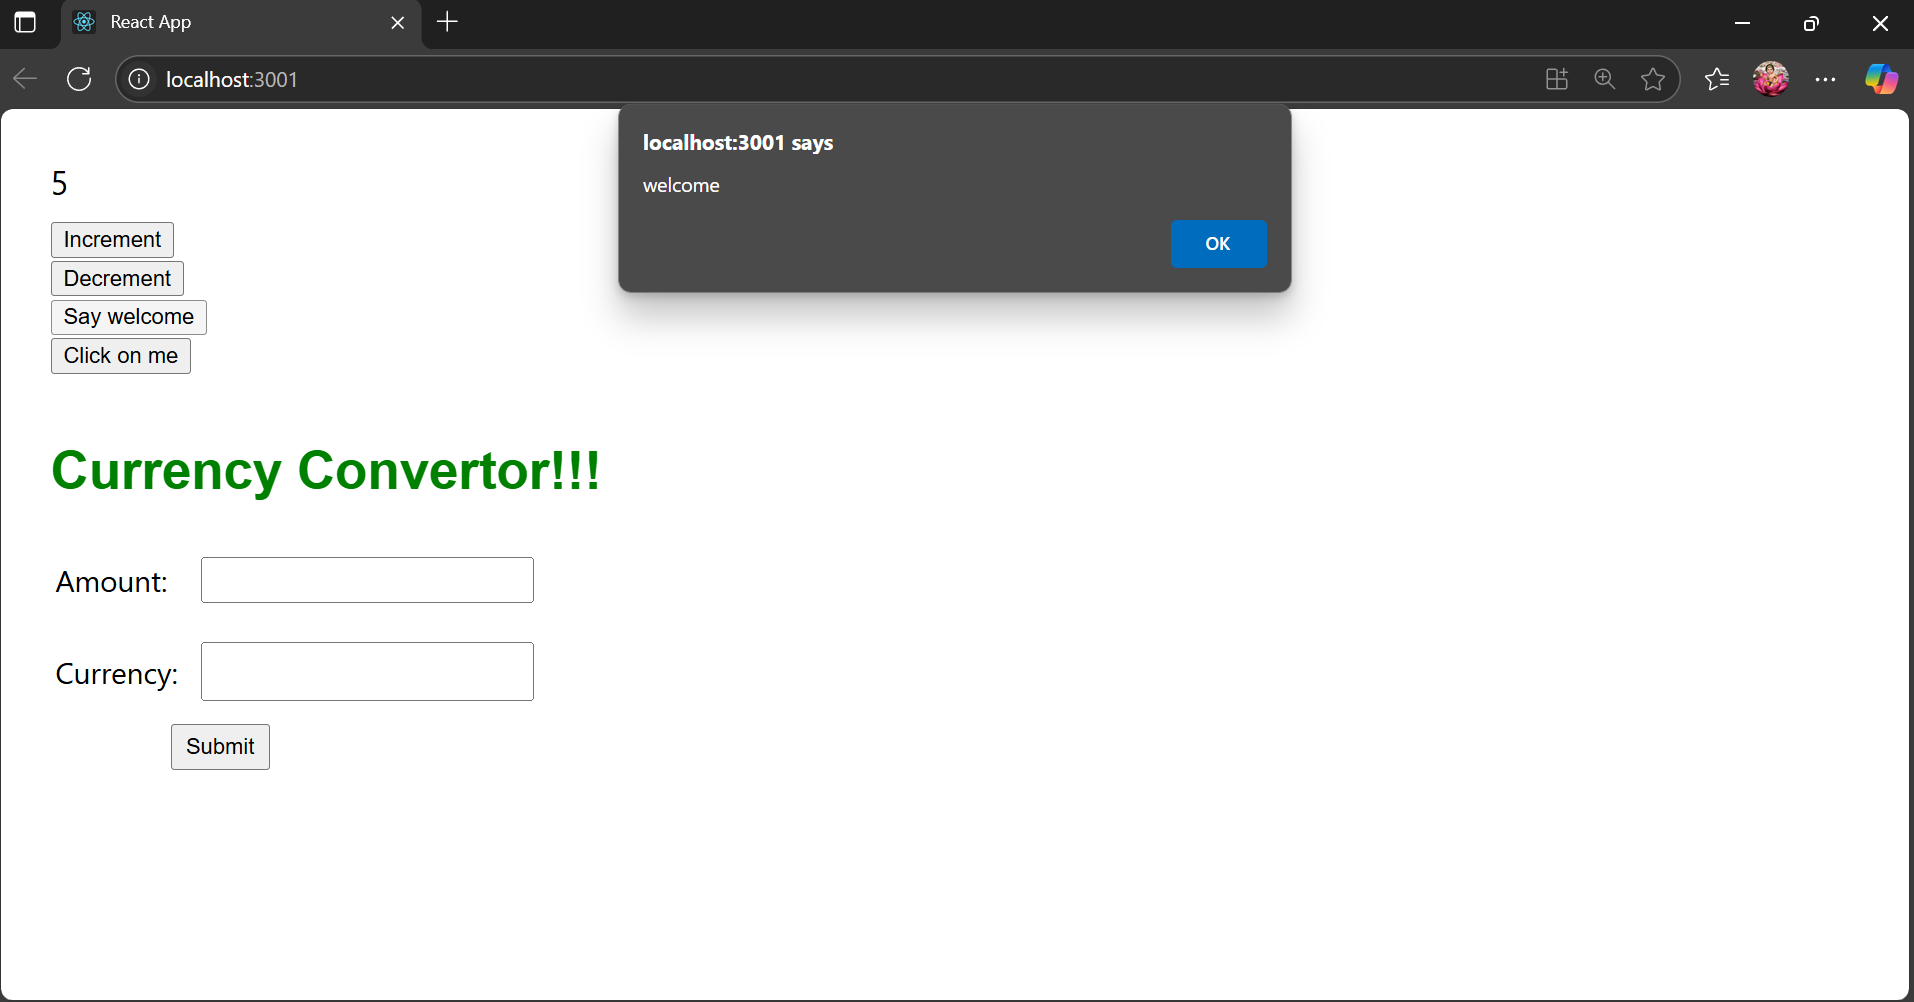 React App
localhost:3001
localhost:3001 says
welcome
OK
5
Increment
Decrement
Say welcome
Click on me
Currency Convertor!!!
Amount:
Currency:
Submit